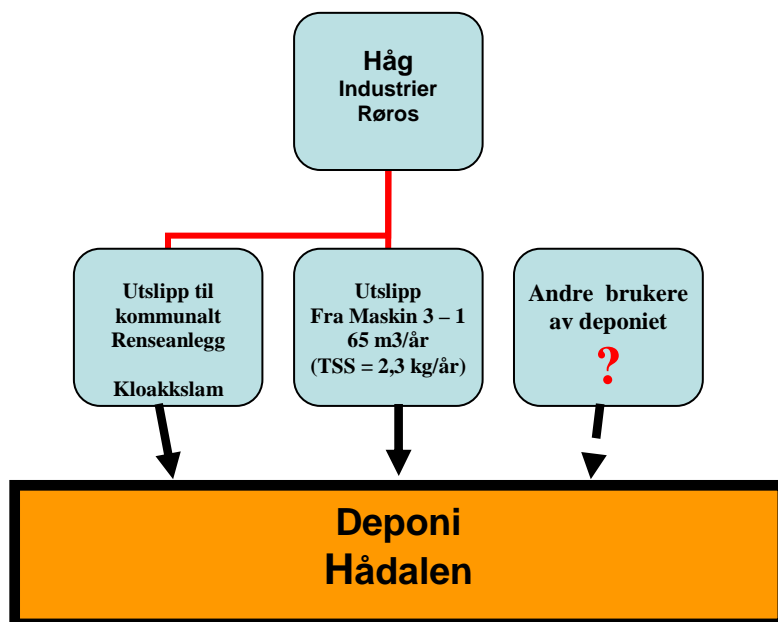 Håg
Industrier
Røros
Utslipp til
kommunalt
Renseanlegg
Kloakkslam
Utslipp
Fra Maskin 3 – 1
65 m3/år
(TSS = 2,3 kg/år)
Andre brukere
av deponiet
?
Deponi
Hådalen